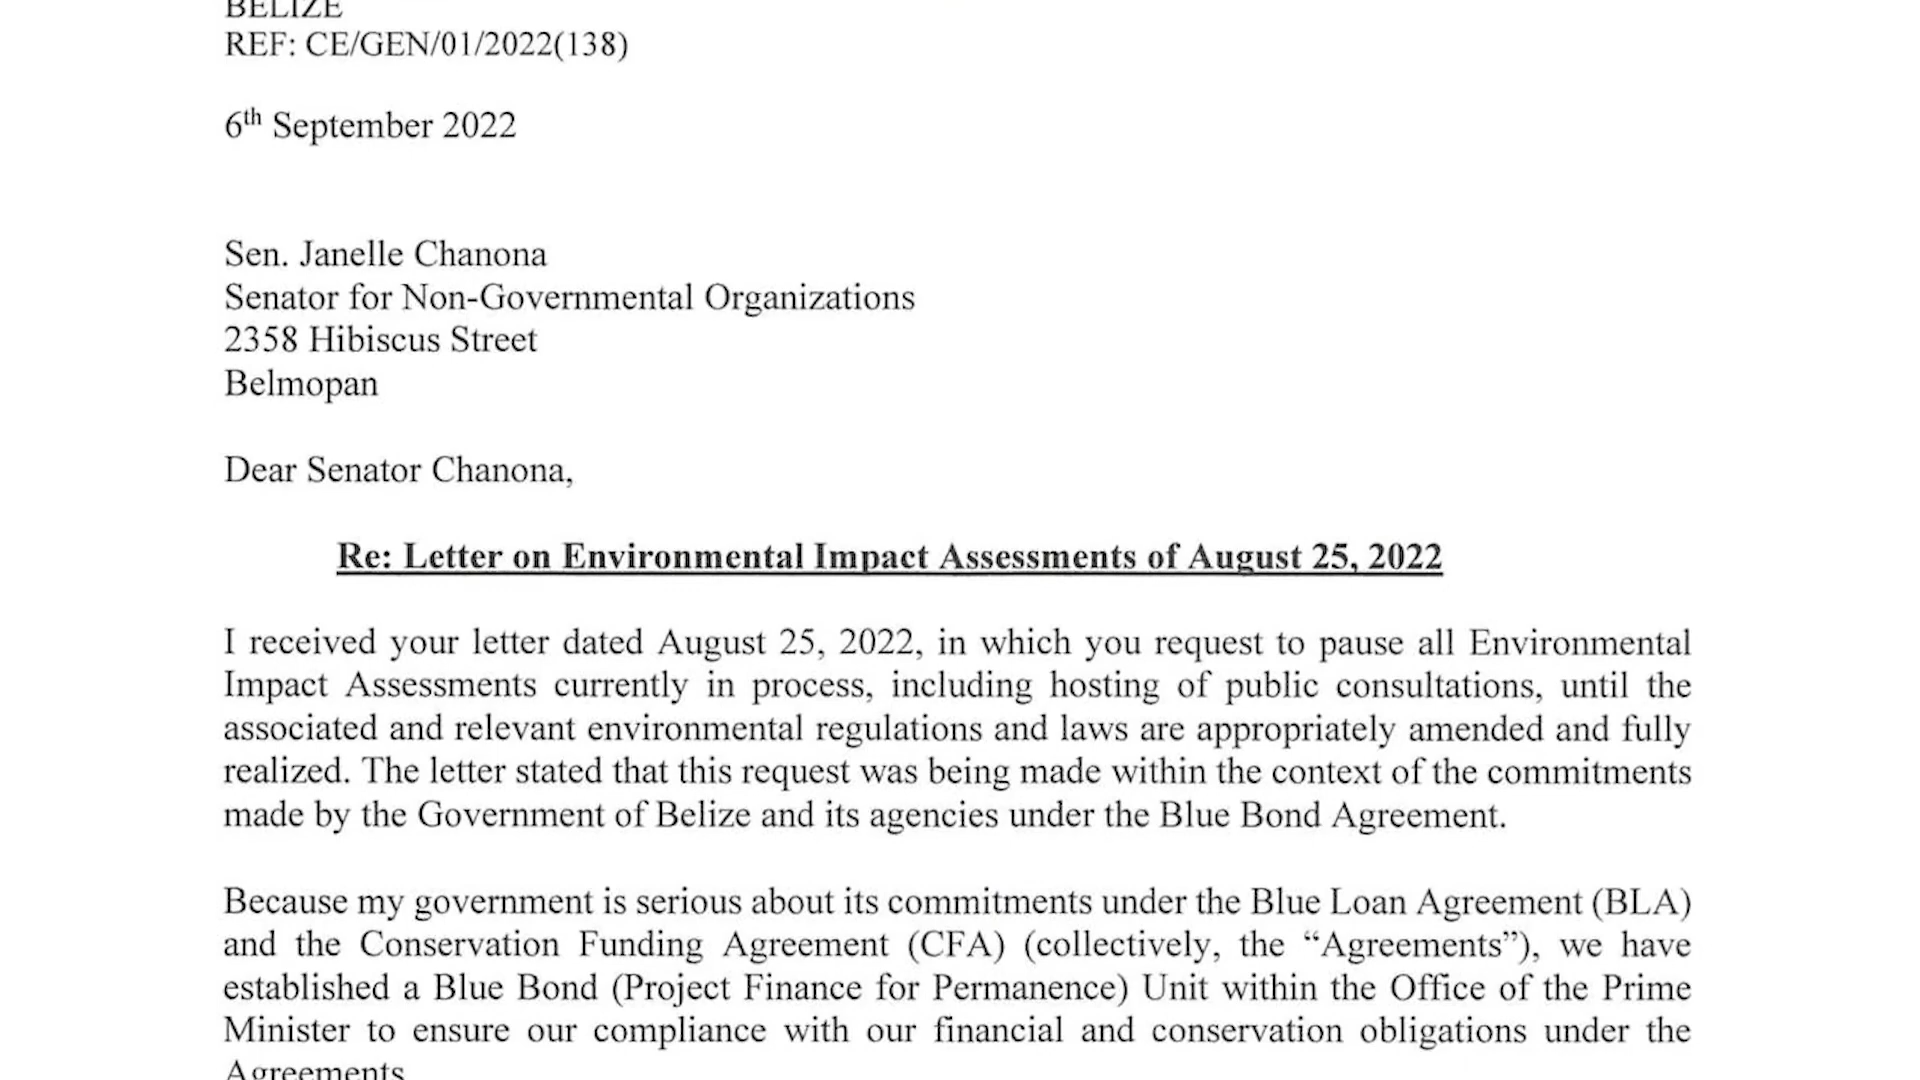 BELIZE
REF: CE/GEN/01/2022(138)
6th September 2022
Sen. Janelle Chanona
Senator for Non-Governmental Organizations
2358 Hibiscus Street
Belmopan
Dear Senator Chanona,
Re: Letter on Environmental Impact Assessments of August 25, 2022
I received your letter dated August 25, 2022, in which you request to pause all Environmental
Impact Assessments currently in process, including hosting of public consultations, until the
associated and relevant environmental regulations and laws are appropriately amended and fully
realized. The letter stated that this request was being made within the context of the commitments
made by the Government of Belize and its agencies under the Blue Bond Agreement.
Because my government is serious about its commitments under the Blue Loan Agreement (BLA)
and the Conservation Funding Agreement (CFA) (collectively, the “Agreements”), we have
established a Blue Bond (Project Finance for Permanence) Unit within the Office of the Prime
Minister to ensure our compliance with our financial and conservation obligations under the
Agreements.